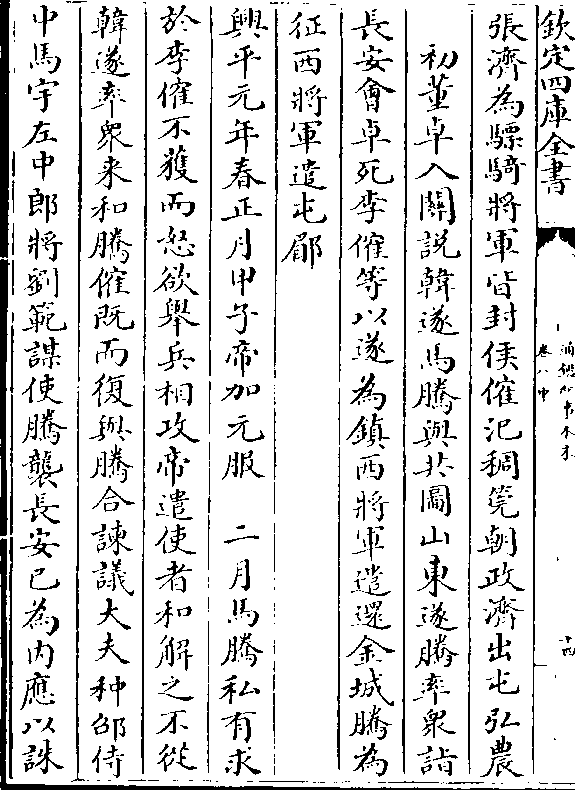 欽定四庫全書
通鑑紀事本末
卷八中
十四
張濟為驃騎將軍皆封侯傕汜稠筦朝政濟出屯弘農
初董卓入關說韓遂馬騰與共圖山東遂騰率衆詣
長安會卓死李傕等以遂為鎮西將軍遣還金城騰為
征西將軍遣屯郿
興平元年春正月甲子帝加元服 二月馬騰私有求
於李傕不獲而怒欲舉兵相攻帝遣使者和解之不從
韓遂率衆来和騰傕既而復與騰合諫議大夫种卲侍
中馬宇左中郎將劉範謀使騰襲長安已為内應以誅